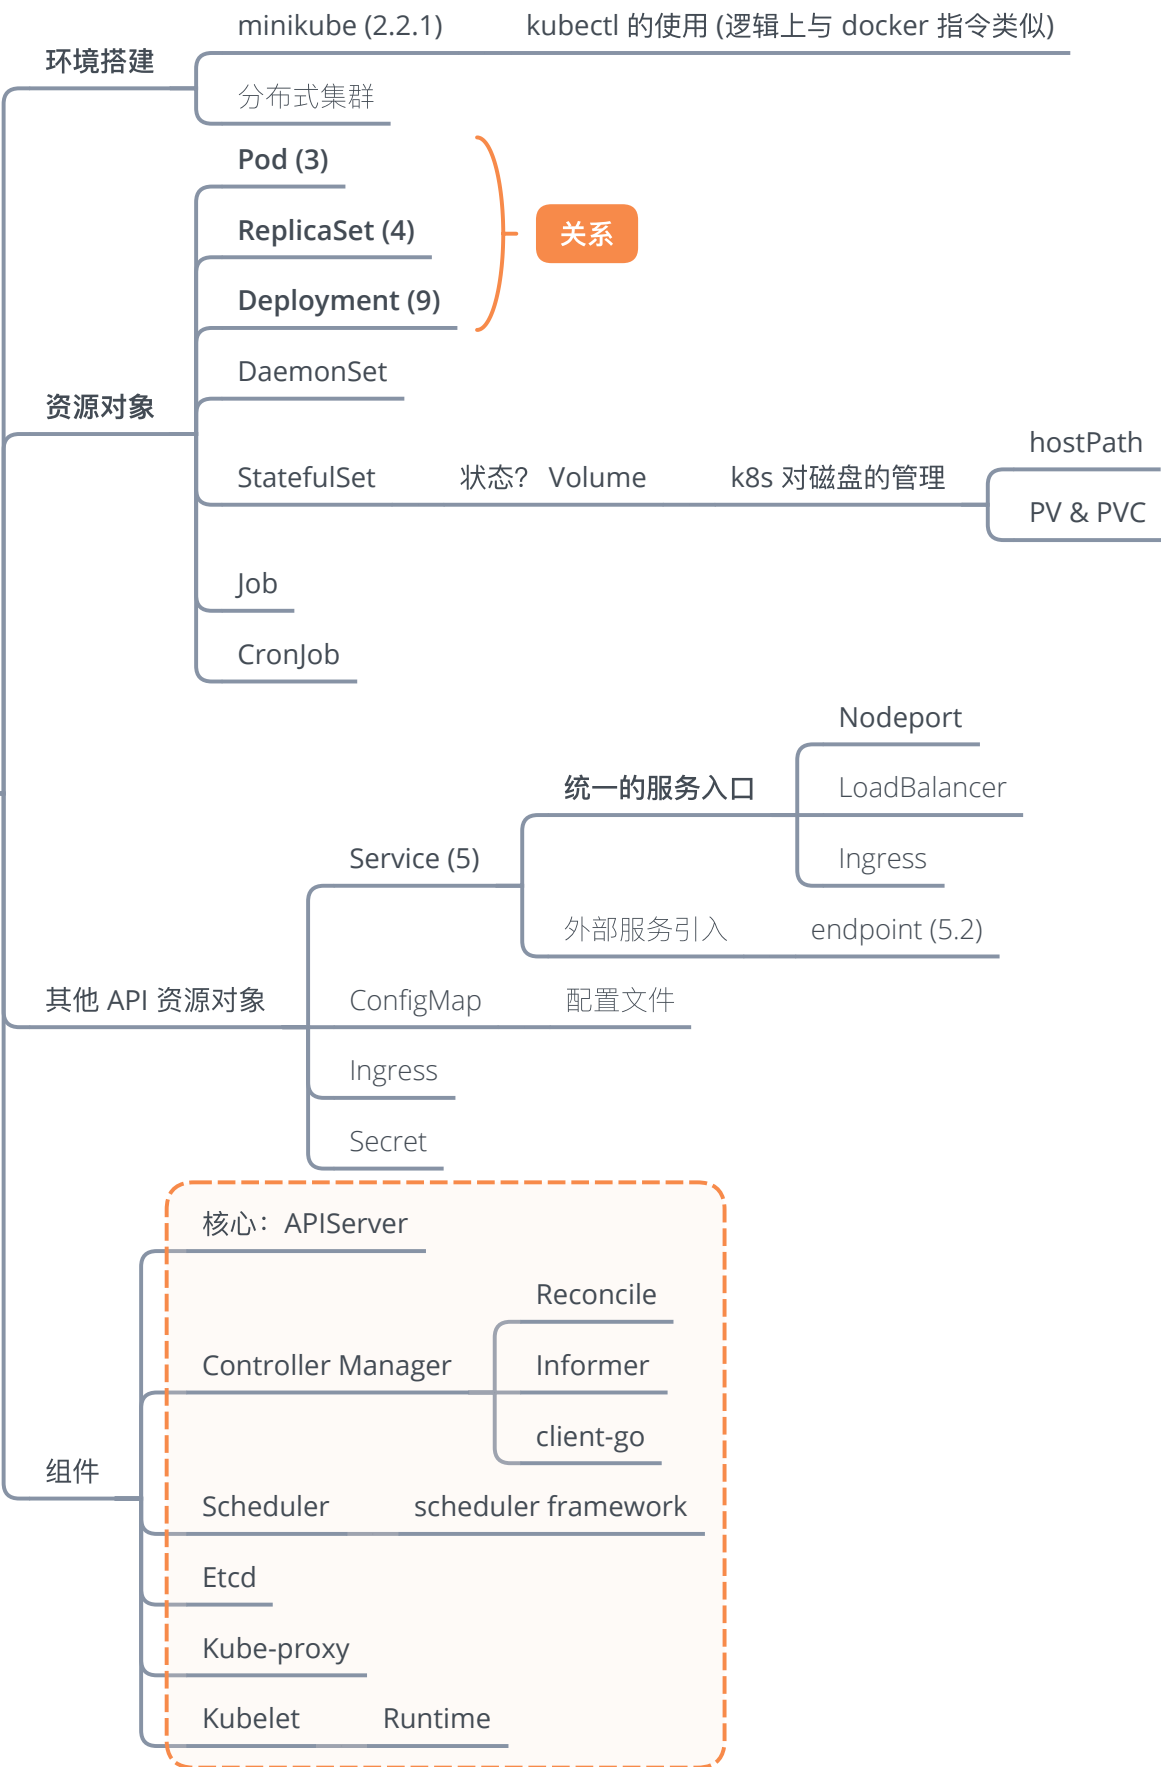 环境搭建
minikube (2.2.1)
kubectl 的使用 (逻辑上与 docker 指令类似)
分布式集群
资源对象
Pod (3)
ReplicaSet (4)
Deployment (9)
关系
DaemonSet
StatefulSet
状态？ Volume
k8s 对磁盘的管理
hostPath
PV & PVC
Job
CronJob
其他 API 资源对象
Service (5)
统一的服务入口
Nodeport
LoadBalancer
Ingress
外部服务引入
endpoint (5.2)
ConfigMap
配置文件
Ingress
Secret
组件
核心：APIServer
Controller Manager
Reconcile
Informer
client-go
Scheduler
scheduler framework
Etcd
Kube-proxy
Kubelet
Runtime